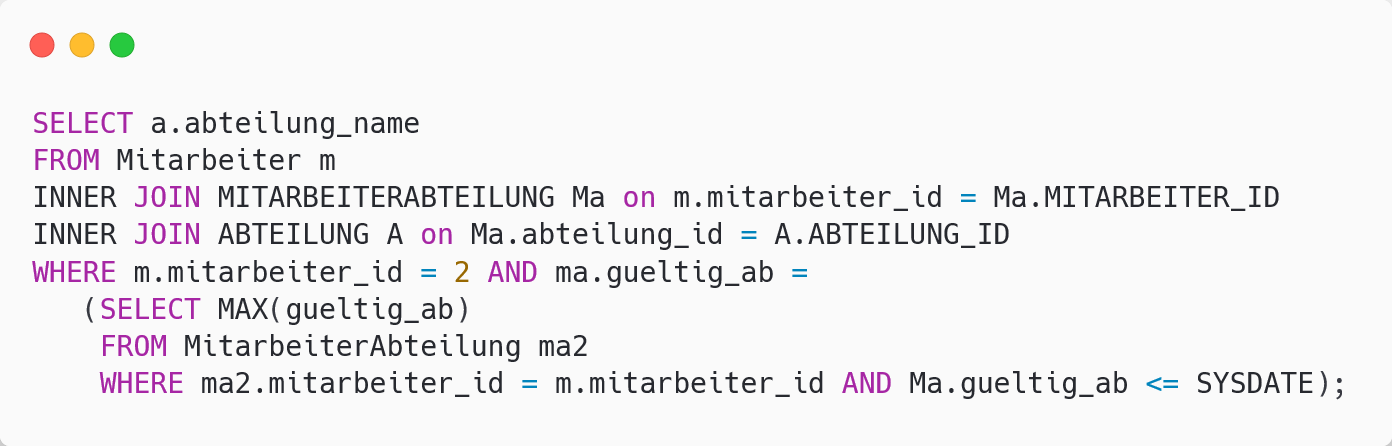 SELECT a.abteilung_name
FROM Mitarbeiter m
INNER JOIN MITARBEITERABTEILUNG Ma on m.mitarbeiter_id = Ma.MITARBEITER_ID
INNER JOIN ABTEILUNG A on Ma.abteilung_id = A.ABTEILUNG_ID
WHERE m.mitarbeiter_id = 2 AND ma.gueltig_ab =
   (SELECT MAX(gueltig_ab)
    FROM MitarbeiterAbteilung ma2
    WHERE ma2.mitarbeiter_id = m.mitarbeiter_id AND Ma.gueltig_ab <= SYSDATE);